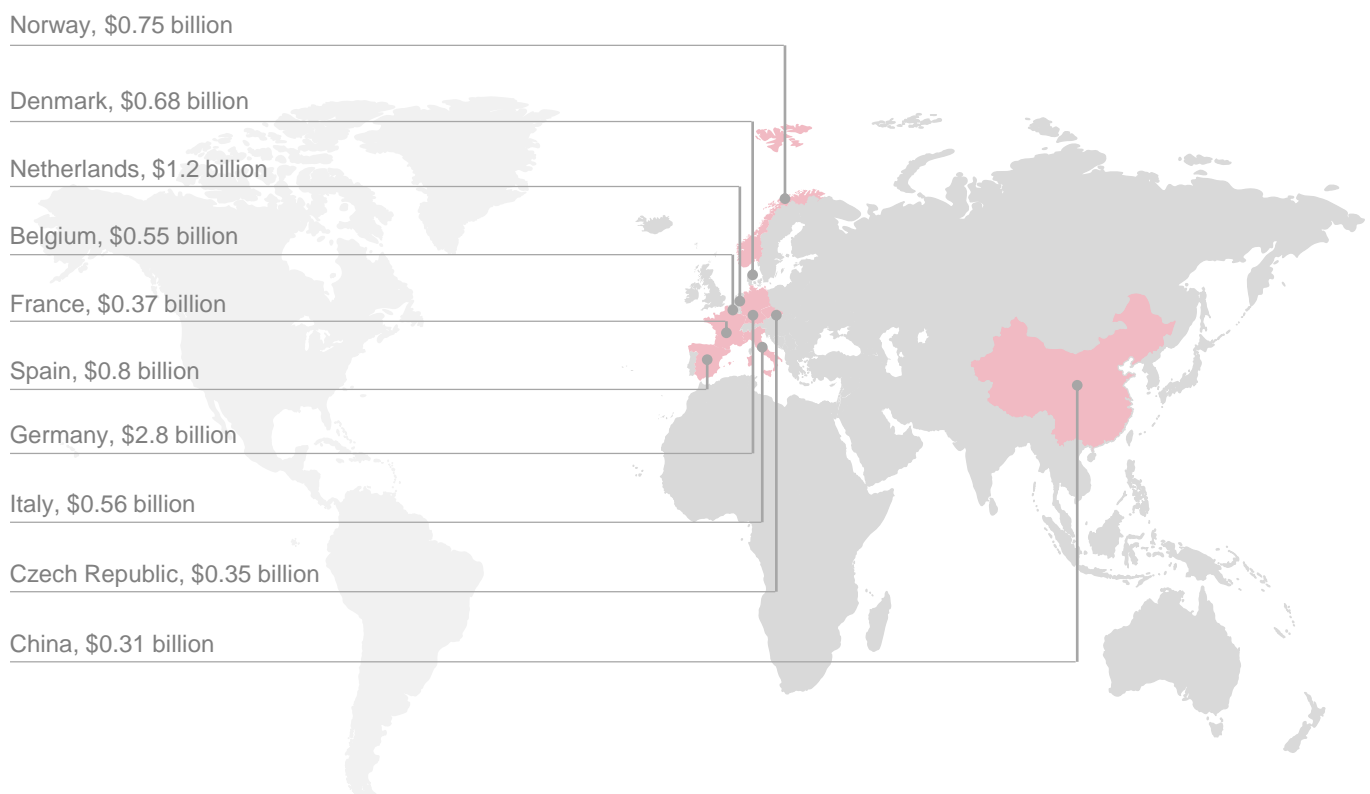 Norway, $0.75 billion
Denmark, $0.68 billion
Netherlands, $1.2 billion
Belgium, $0.55 billion
France, $0.37 billion
Spain, $0.8 billion
Germany, $2.8 billion
Italy, $0.56 billion
Czech Republic, $0.35 billion
China, $0.31 billion